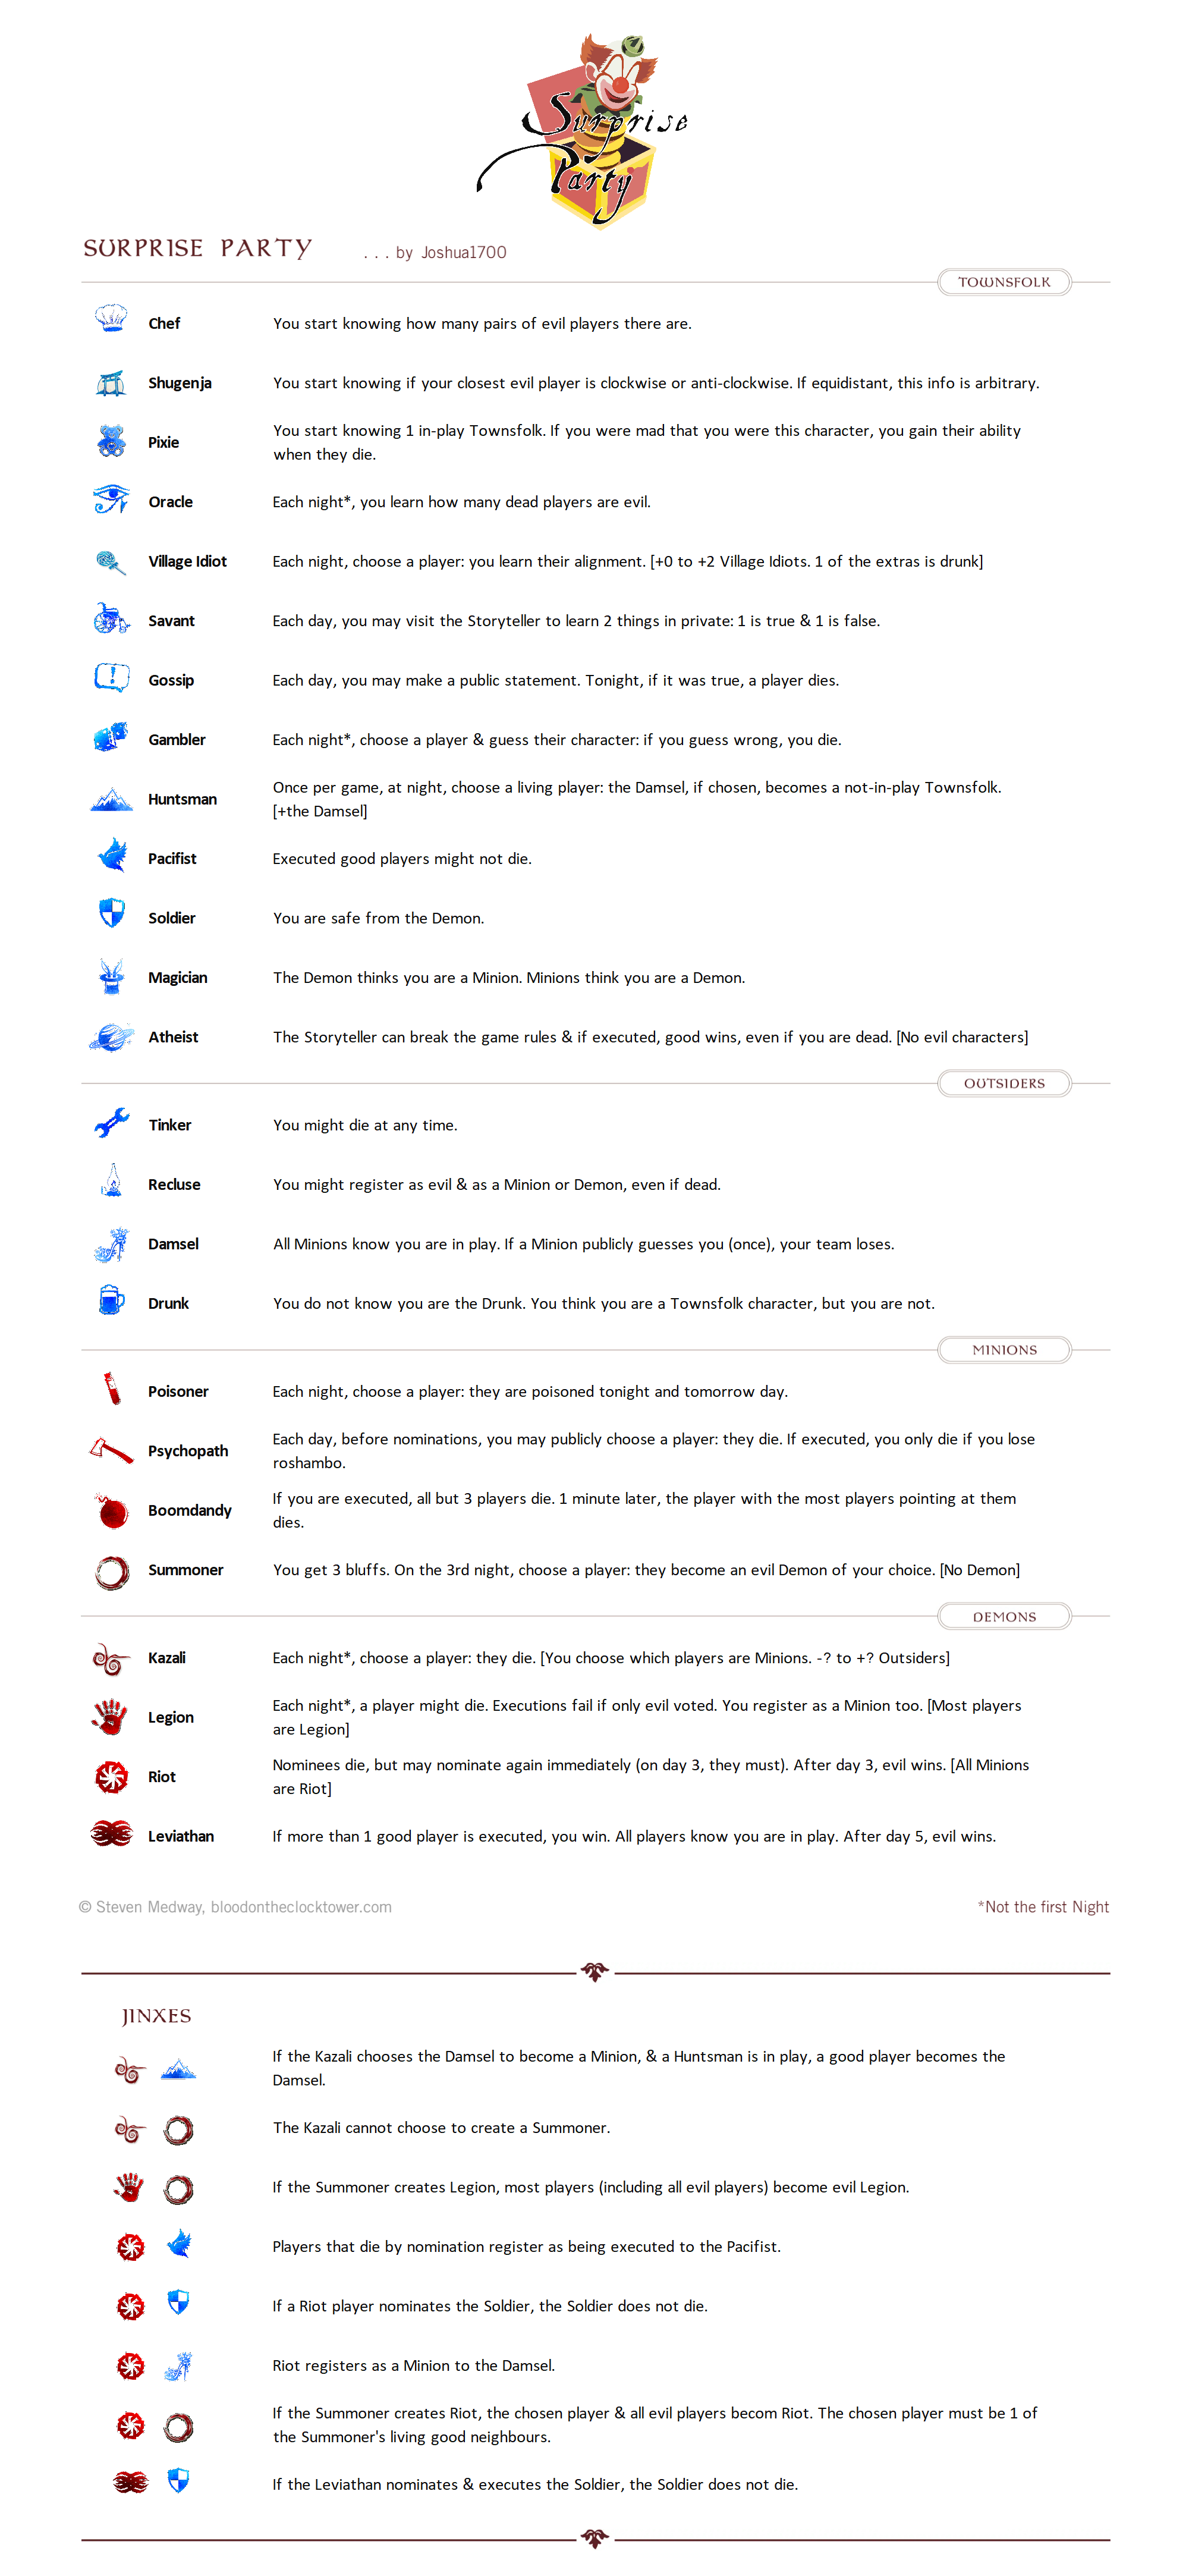 Surprise
Party
SURPRISE PARTY . . . by Joshua1700
TOWNSFOLK
Chef You start knowing how many pairs of evil players there are.
Shugenja You start knowing if your closest evil player is clockwise or anti-clockwise. If equidistant, this info is arbitrary.
Pixie You start knowing 1 in-play Townsfolk. If you were mad that you were this character, you gain their ability
when they die.
Oracle Each night*, you learn how many dead players are evil.
Village Idiot Each night, choose a player: you learn their alignment. [+0 to +2 Village Idiots. 1 of the extras is drunk]
Savant Each day, you may visit the Storyteller to learn 2 things in private: 1 is true & 1 is false.
Gossip Each day, you may make a public statement. Tonight, if it was true, a player dies.
Gambler Each night*, choose a player & guess their character: if you guess wrong, you die.
Huntsman Once per game, at night, choose a living player: the Damsel, if chosen, becomes a not-in-play Townsfolk.
[+the Damsel]
Pacifist Executed good players might not die.
Soldier You are safe from the Demon.
Magician The Demon thinks you are a Minion. Minions think you are a Demon.
Atheist The Storyteller can break the game rules & if executed, good wins, even if you are dead. [No evil characters]
OUTSIDERS
Tinker You might die at any time.
Recluse You might register as evil & as a Minion or Demon, even if dead.
Damsel All Minions know you are in play. If a Minion publicly guesses you (once), your team loses.
Drunk You do not know you are the Drunk. You think you are a Townsfolk character, but you are not.
MINIONS
Poisoner Each night, choose a player: they are poisoned tonight and tomorrow day.
Psychopath Each day, before nominations, you may publicly choose a player: they die. If executed, you only die if you lose
roshambo.
Boomdandy If you are executed, all but 3 players die. 1 minute later, the player with the most players pointing at them
dies.
Summoner You get 3 bluffs. On the 3rd night, choose a player: they become an evil Demon of your choice. [No Demon]
DEMONS
Kazali Each night*, choose a player: they die. [You choose which players are Minions. -? to +? Outsiders]
Legion Each night*, a player might die. Executions fail if only evil voted. You register as a Minion too. [Most players
are Legion]
Riot Nominees die, but may nominate again immediately (on day 3, they must). After day 3, evil wins. [All Minions
are Riot]
Leviathan If more than 1 good player is executed, you win. All players know you are in play. After day 5, evil wins.
© Steven Medway, bloodontheclocktower.com *Not the first Night
JINXES
If the Kazali chooses the Damsel to become a Minion, & a Huntsman is in play, a good player becomes the
Damsel.
The Kazali cannot choose to create a Summoner.
If the Summoner creates Legion, most players (including all evil players) become evil Legion.
Players that die by nomination register as being executed to the Pacifist.
If a Riot player nominates the Soldier, the Soldier does not die.
Riot registers as a Minion to the Damsel.
If the Summoner creates Riot, the chosen player & all evil players becom Riot. The chosen player must be 1 of
the Summoner's living good neighbours.
If the Leviathan nominates & executes the Soldier, the Soldier does not die.